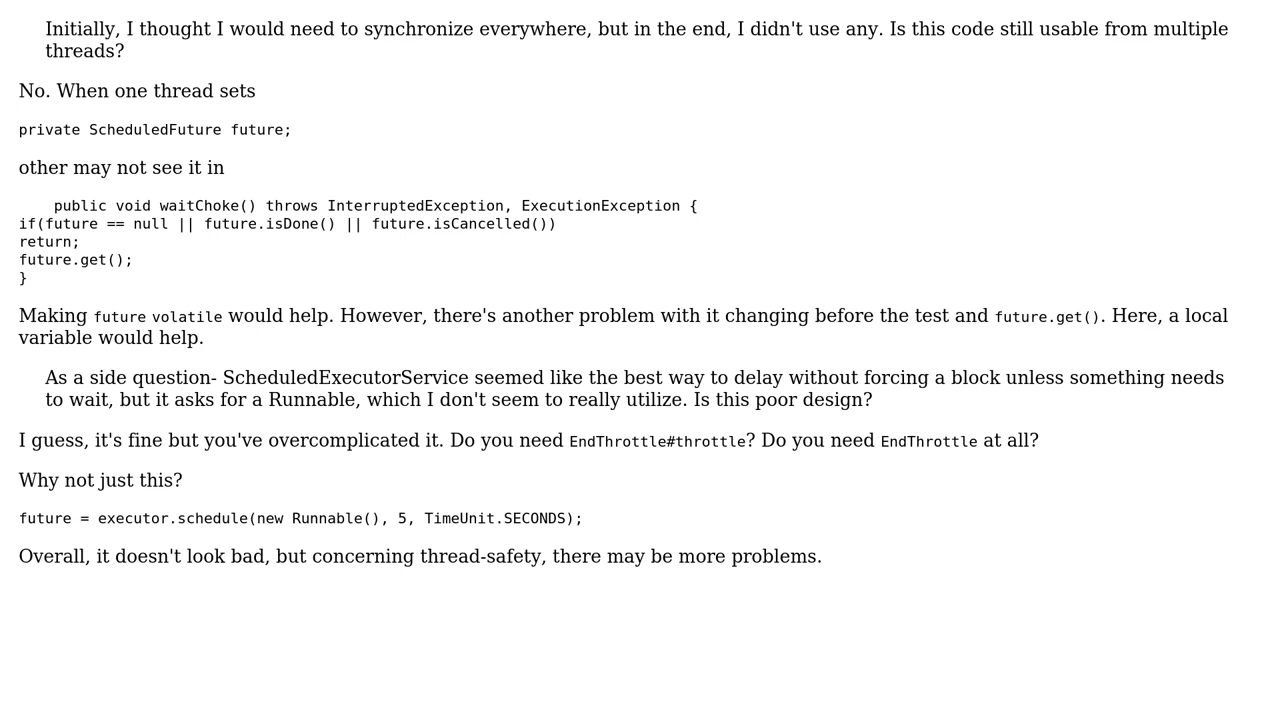 Initially, I thought I would need to synchronize everywhere, but in the end, I didn't use any. Is this code still usable from multiple
threads?
No. When one thread sets
private ScheduledFuture future;
other may not see it in
    public void waitChoke() throws InterruptedException, ExecutionException {
if(future == null || future.isDone() || future.isCancelled())
return;
future.get();
}
Making future volatile would help. However, there's another problem with it changing before the test and future.get(). Here, a local
variable would help.
As a side question- ScheduledExecutorService seemed like the best way to delay without forcing a block unless something needs
to wait, but it asks for a Runnable, which I don't seem to really utilize. Is this poor design?
I guess, it's fine but you've overcomplicated it. Do you need EndThrottle#throttle? Do you need EndThrottle at all?
Why not just this?
future = executor.schedule(new Runnable(), 5, TimeUnit.SECONDS);
Overall, it doesn't look bad, but concerning thread-safety, there may be more problems.